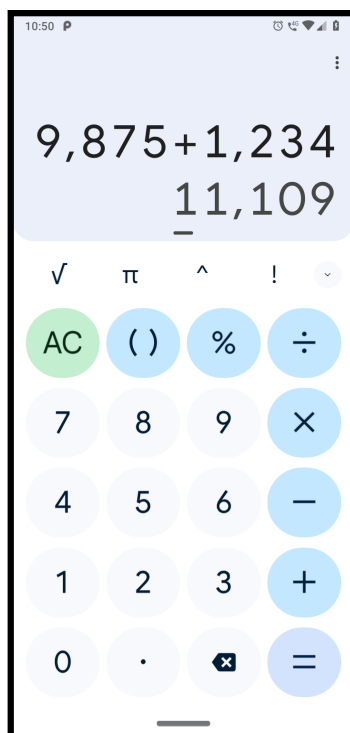 10:50 P
4G
9,875+1,234
11,109
√ π ^ !
AC ( ) % ÷
7 8 9 ×
4 5 6 −
1 2 3 +
0 . =